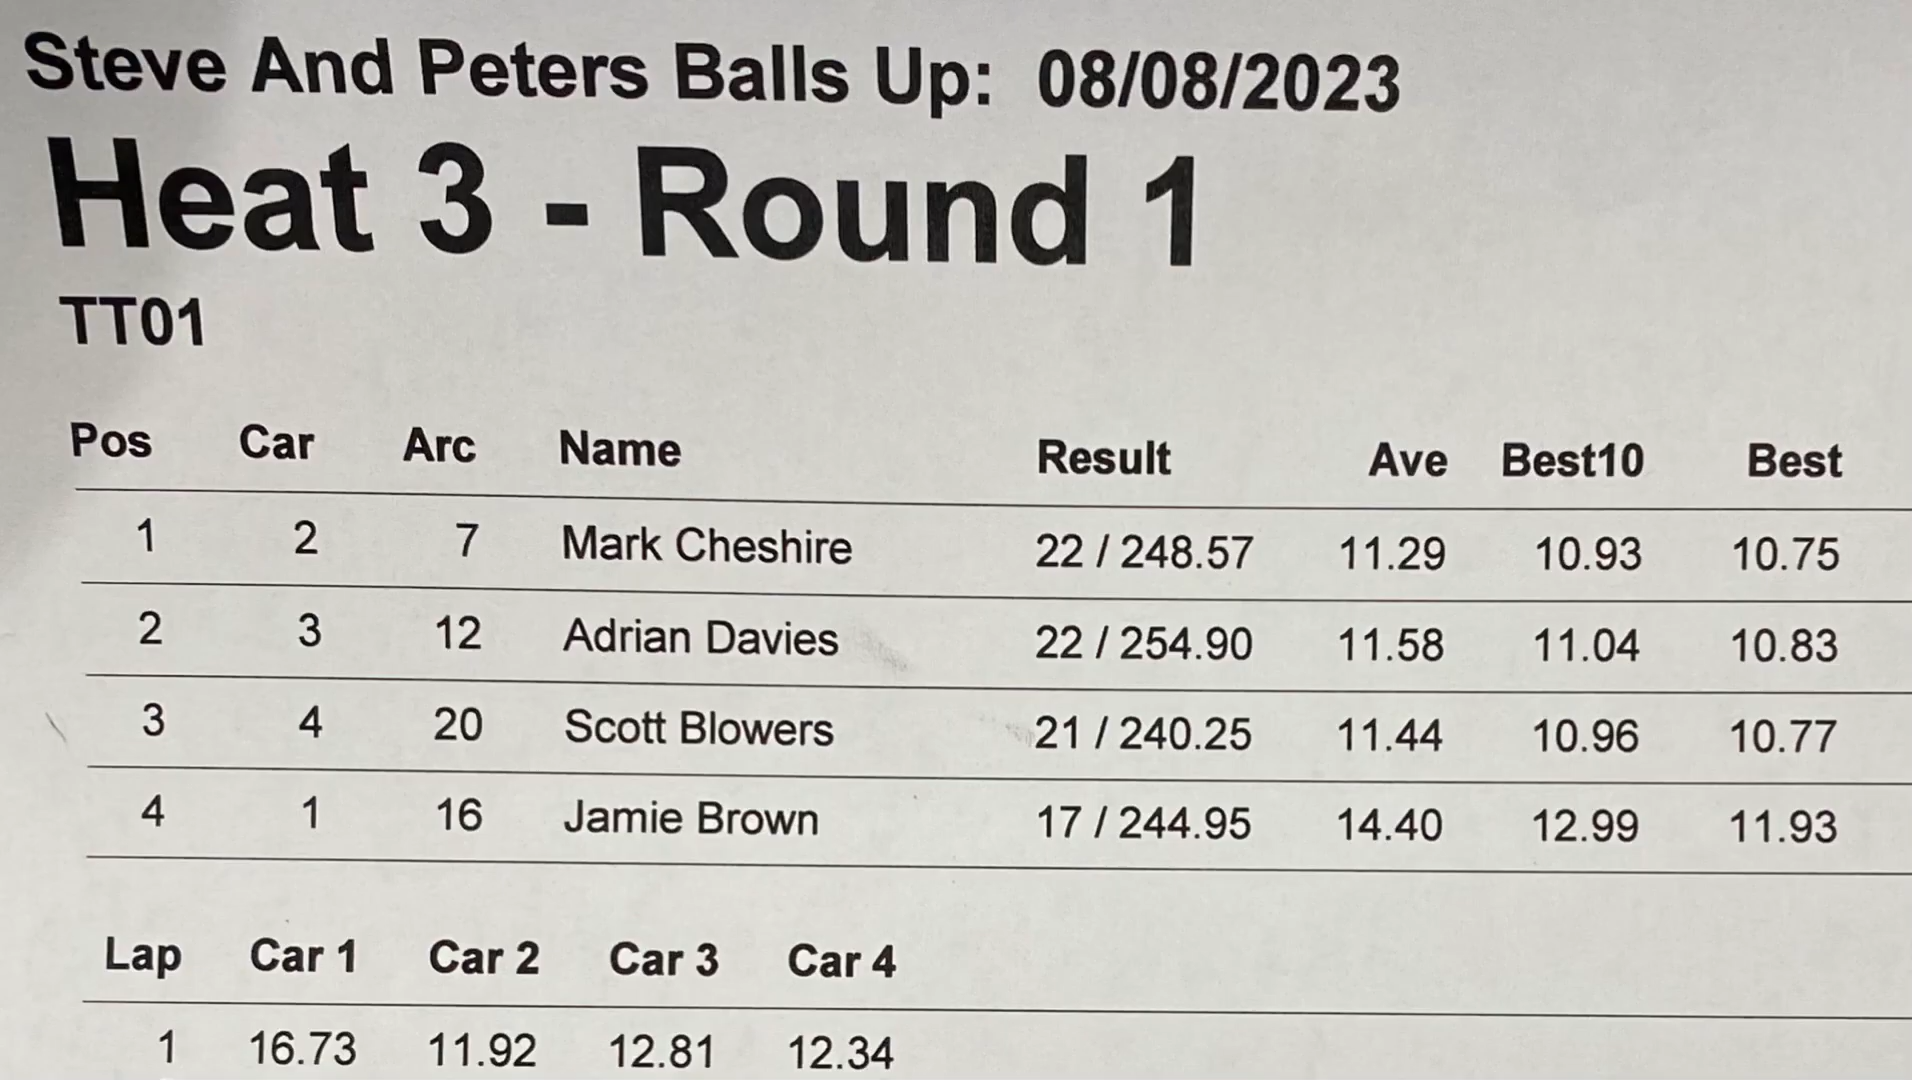 Steve And Peters Balls Up: 08/08/2023
Heat 3 - Round 1
TT01
Pos Car Arc Name Result Ave Best10 Best
1 2 7 Mark Cheshire 22 / 248.57 11.29 10.93 10.75
2 3 12 Adrian Davies 22 / 254.90 11.58 11.04 10.83
3 4 20 Scott Blowers 21 / 240.25 11.44 10.96 10.77
4 1 16 Jamie Brown 17 / 244.95 14.40 12.99 11.93
Lap Car 1 Car 2 Car 3 Car 4
1 16.73 11.92 12.81 12.34